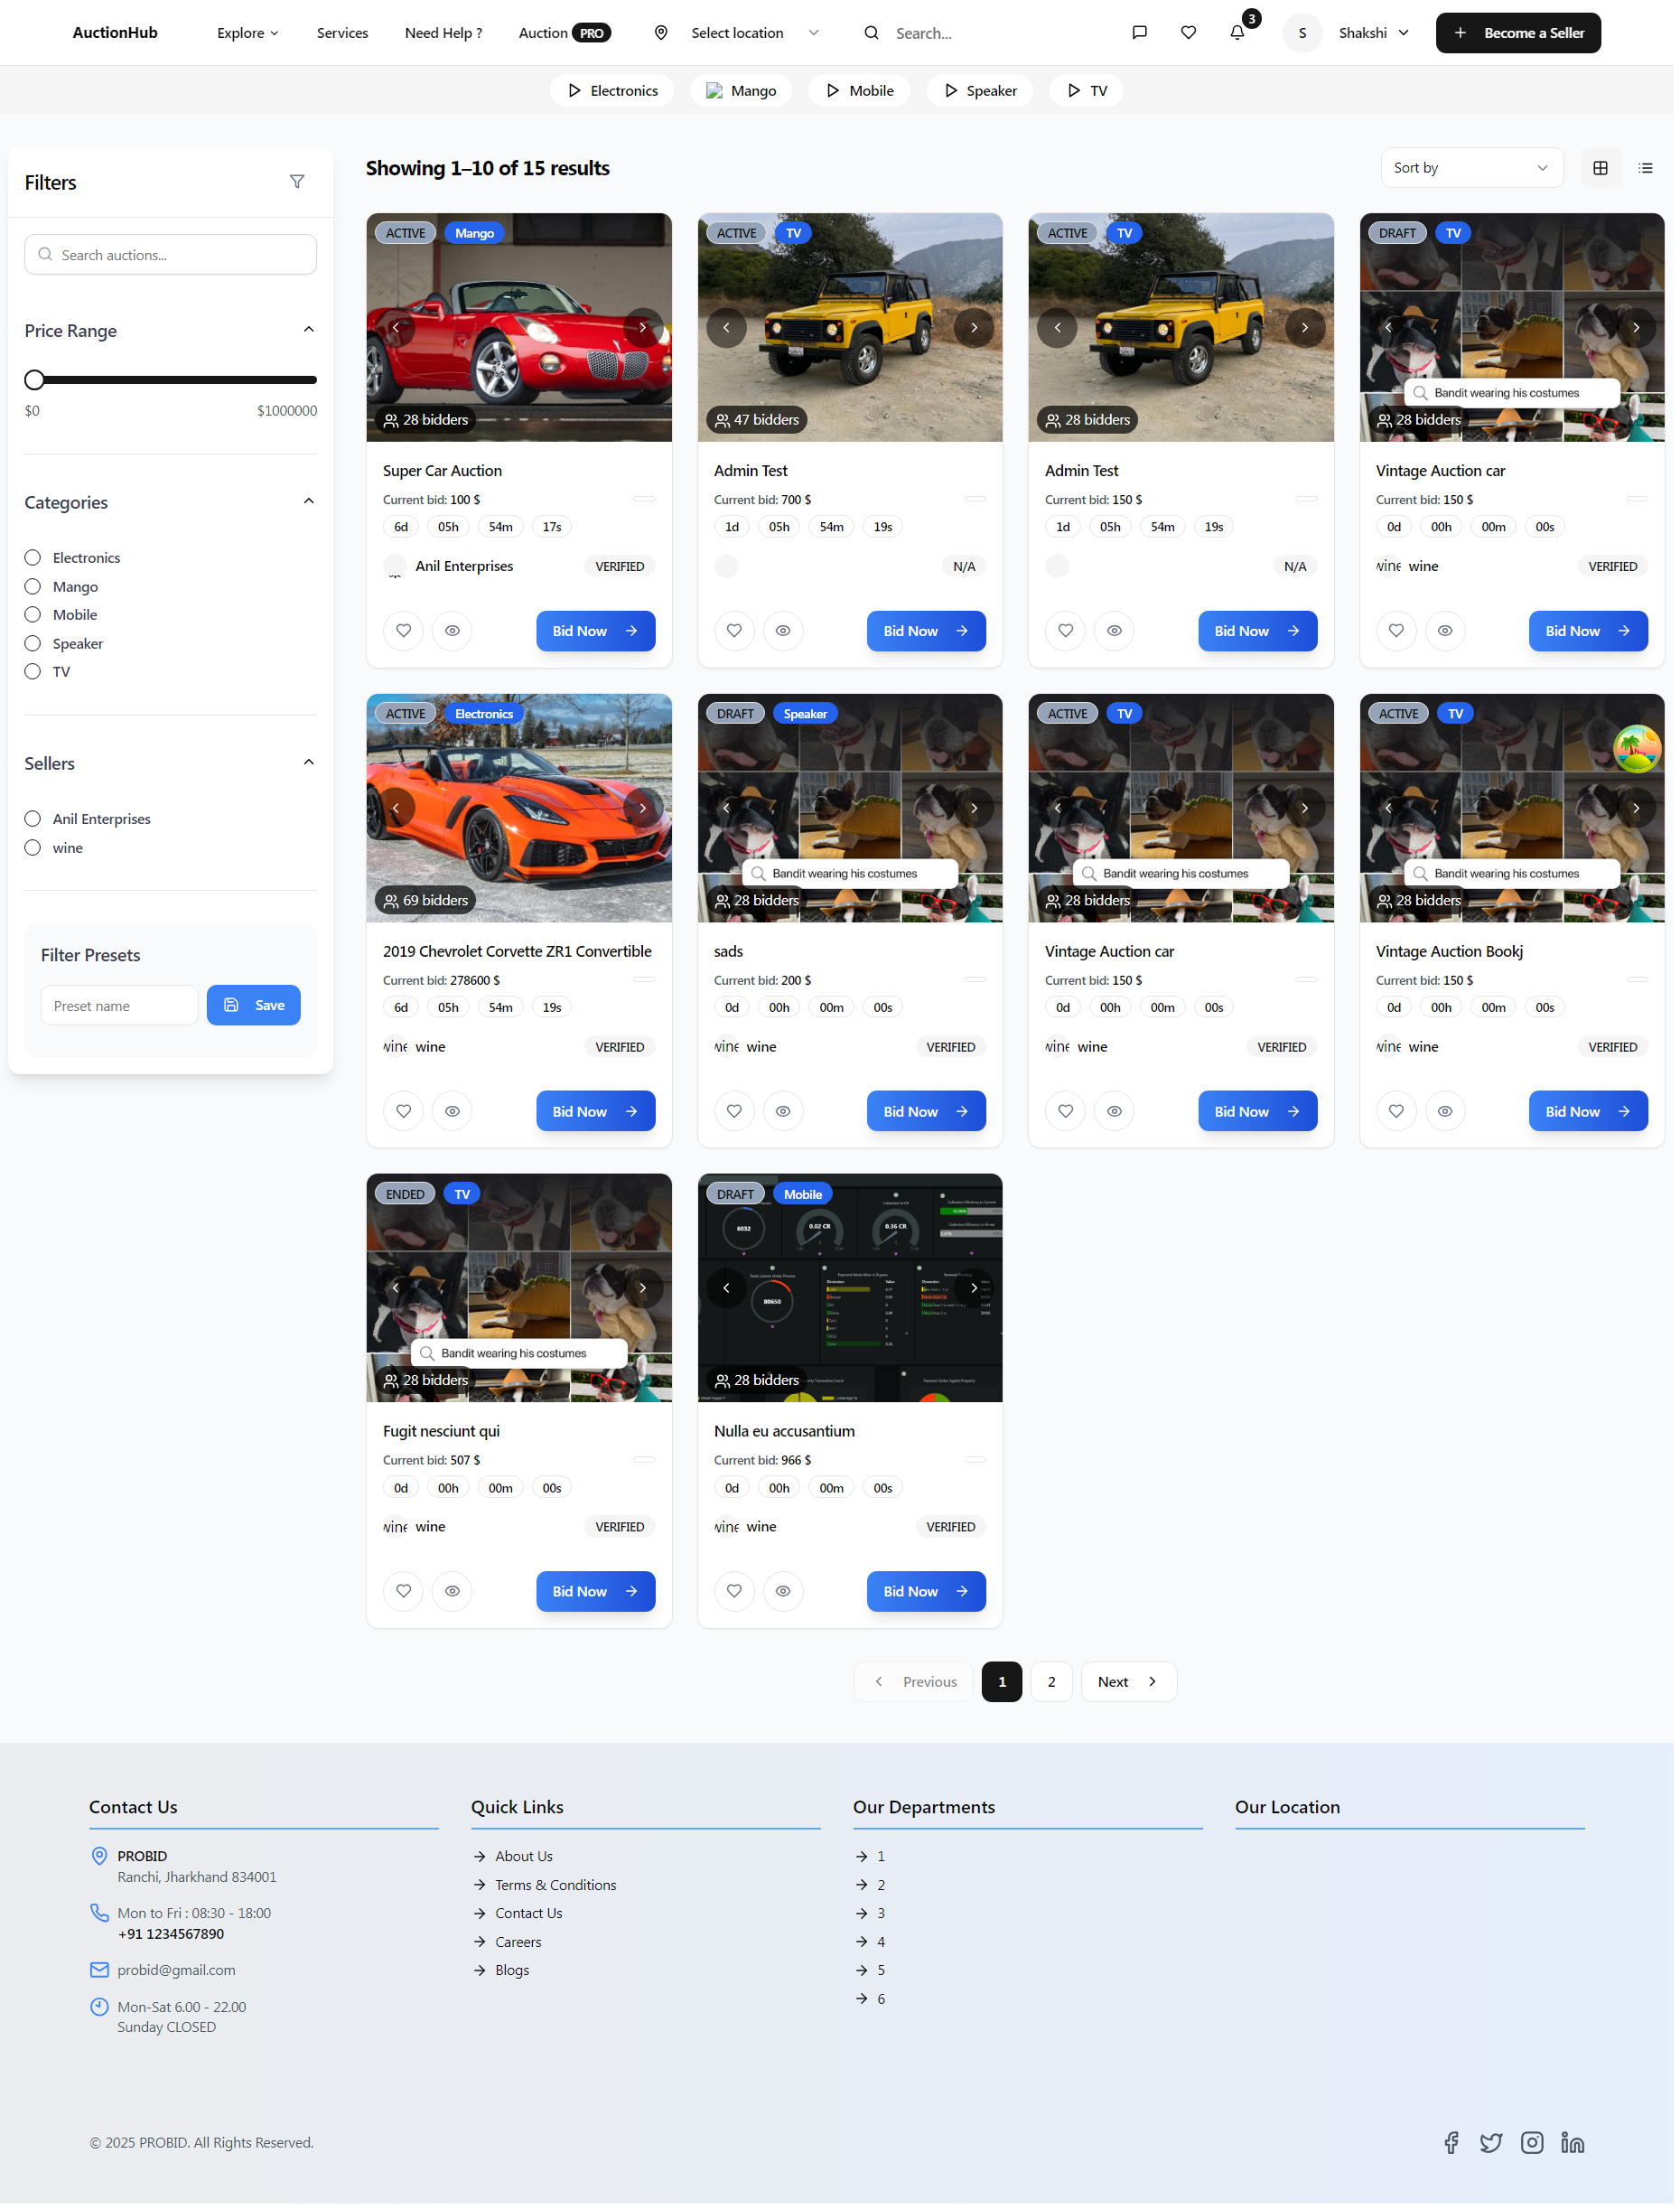 AuctionHub
Explore
Services
Need Help ?
Auction PRO
Select location
Search...
3
S
Shakshi
Become a Seller
Electronics
Mango
Mobile
Speaker
TV
Filters
Search auctions...
Price Range
$0
$1000000
Categories
Electronics
Mango
Mobile
Speaker
TV
Sellers
Anil Enterprises
wine
Filter Presets
Preset name
Save
Showing 1–10 of 15 results
Sort by
ACTIVE Mango
28 bidders
Super Car Auction
Current bid: 100 $
6d 05h 54m 17s
Anil Enterprises VERIFIED
Bid Now
ACTIVE TV
47 bidders
Admin Test
Current bid: 700 $
1d 05h 54m 19s
N/A
Bid Now
ACTIVE TV
28 bidders
Admin Test
Current bid: 150 $
1d 05h 54m 19s
N/A
Bid Now
DRAFT TV
Bandit wearing his costumes
28 bidders
Vintage Auction car
Current bid: 150 $
0d 00h 00m 00s
wine wine VERIFIED
Bid Now
ACTIVE Electronics
69 bidders
2019 Chevrolet Corvette ZR1 Convertible
Current bid: 278600 $
6d 05h 54m 19s
wine wine VERIFIED
Bid Now
DRAFT Speaker
Bandit wearing his costumes
28 bidders
sads
Current bid: 200 $
0d 00h 00m 00s
wine wine VERIFIED
Bid Now
ACTIVE TV
Bandit wearing his costumes
28 bidders
Vintage Auction car
Current bid: 150 $
0d 00h 00m 00s
wine wine VERIFIED
Bid Now
ACTIVE TV
Bandit wearing his costumes
28 bidders
Vintage Auction Bookj
Current bid: 150 $
0d 00h 00m 00s
wine wine VERIFIED
Bid Now
ENDED TV
Bandit wearing his costumes
28 bidders
Fugit nesciunt qui
Current bid: 507 $
0d 00h 00m 00s
wine wine VERIFIED
Bid Now
DRAFT Mobile
6032
0.02 CR
0.36 CR
80650
28 bidders
Nulla eu accusantium
Current bid: 966 $
0d 00h 00m 00s
wine wine VERIFIED
Bid Now
Previous 1 2 Next
Contact Us
PROBID
Ranchi, Jharkhand 834001
Mon to Fri : 08:30 - 18:00
+91 1234567890
probid@gmail.com
Mon-Sat 6.00 - 22.00
Sunday CLOSED
Quick Links
About Us
Terms & Conditions
Contact Us
Careers
Blogs
Our Departments
1
2
3
4
5
6
Our Location
© 2025 PROBID. All Rights Reserved.